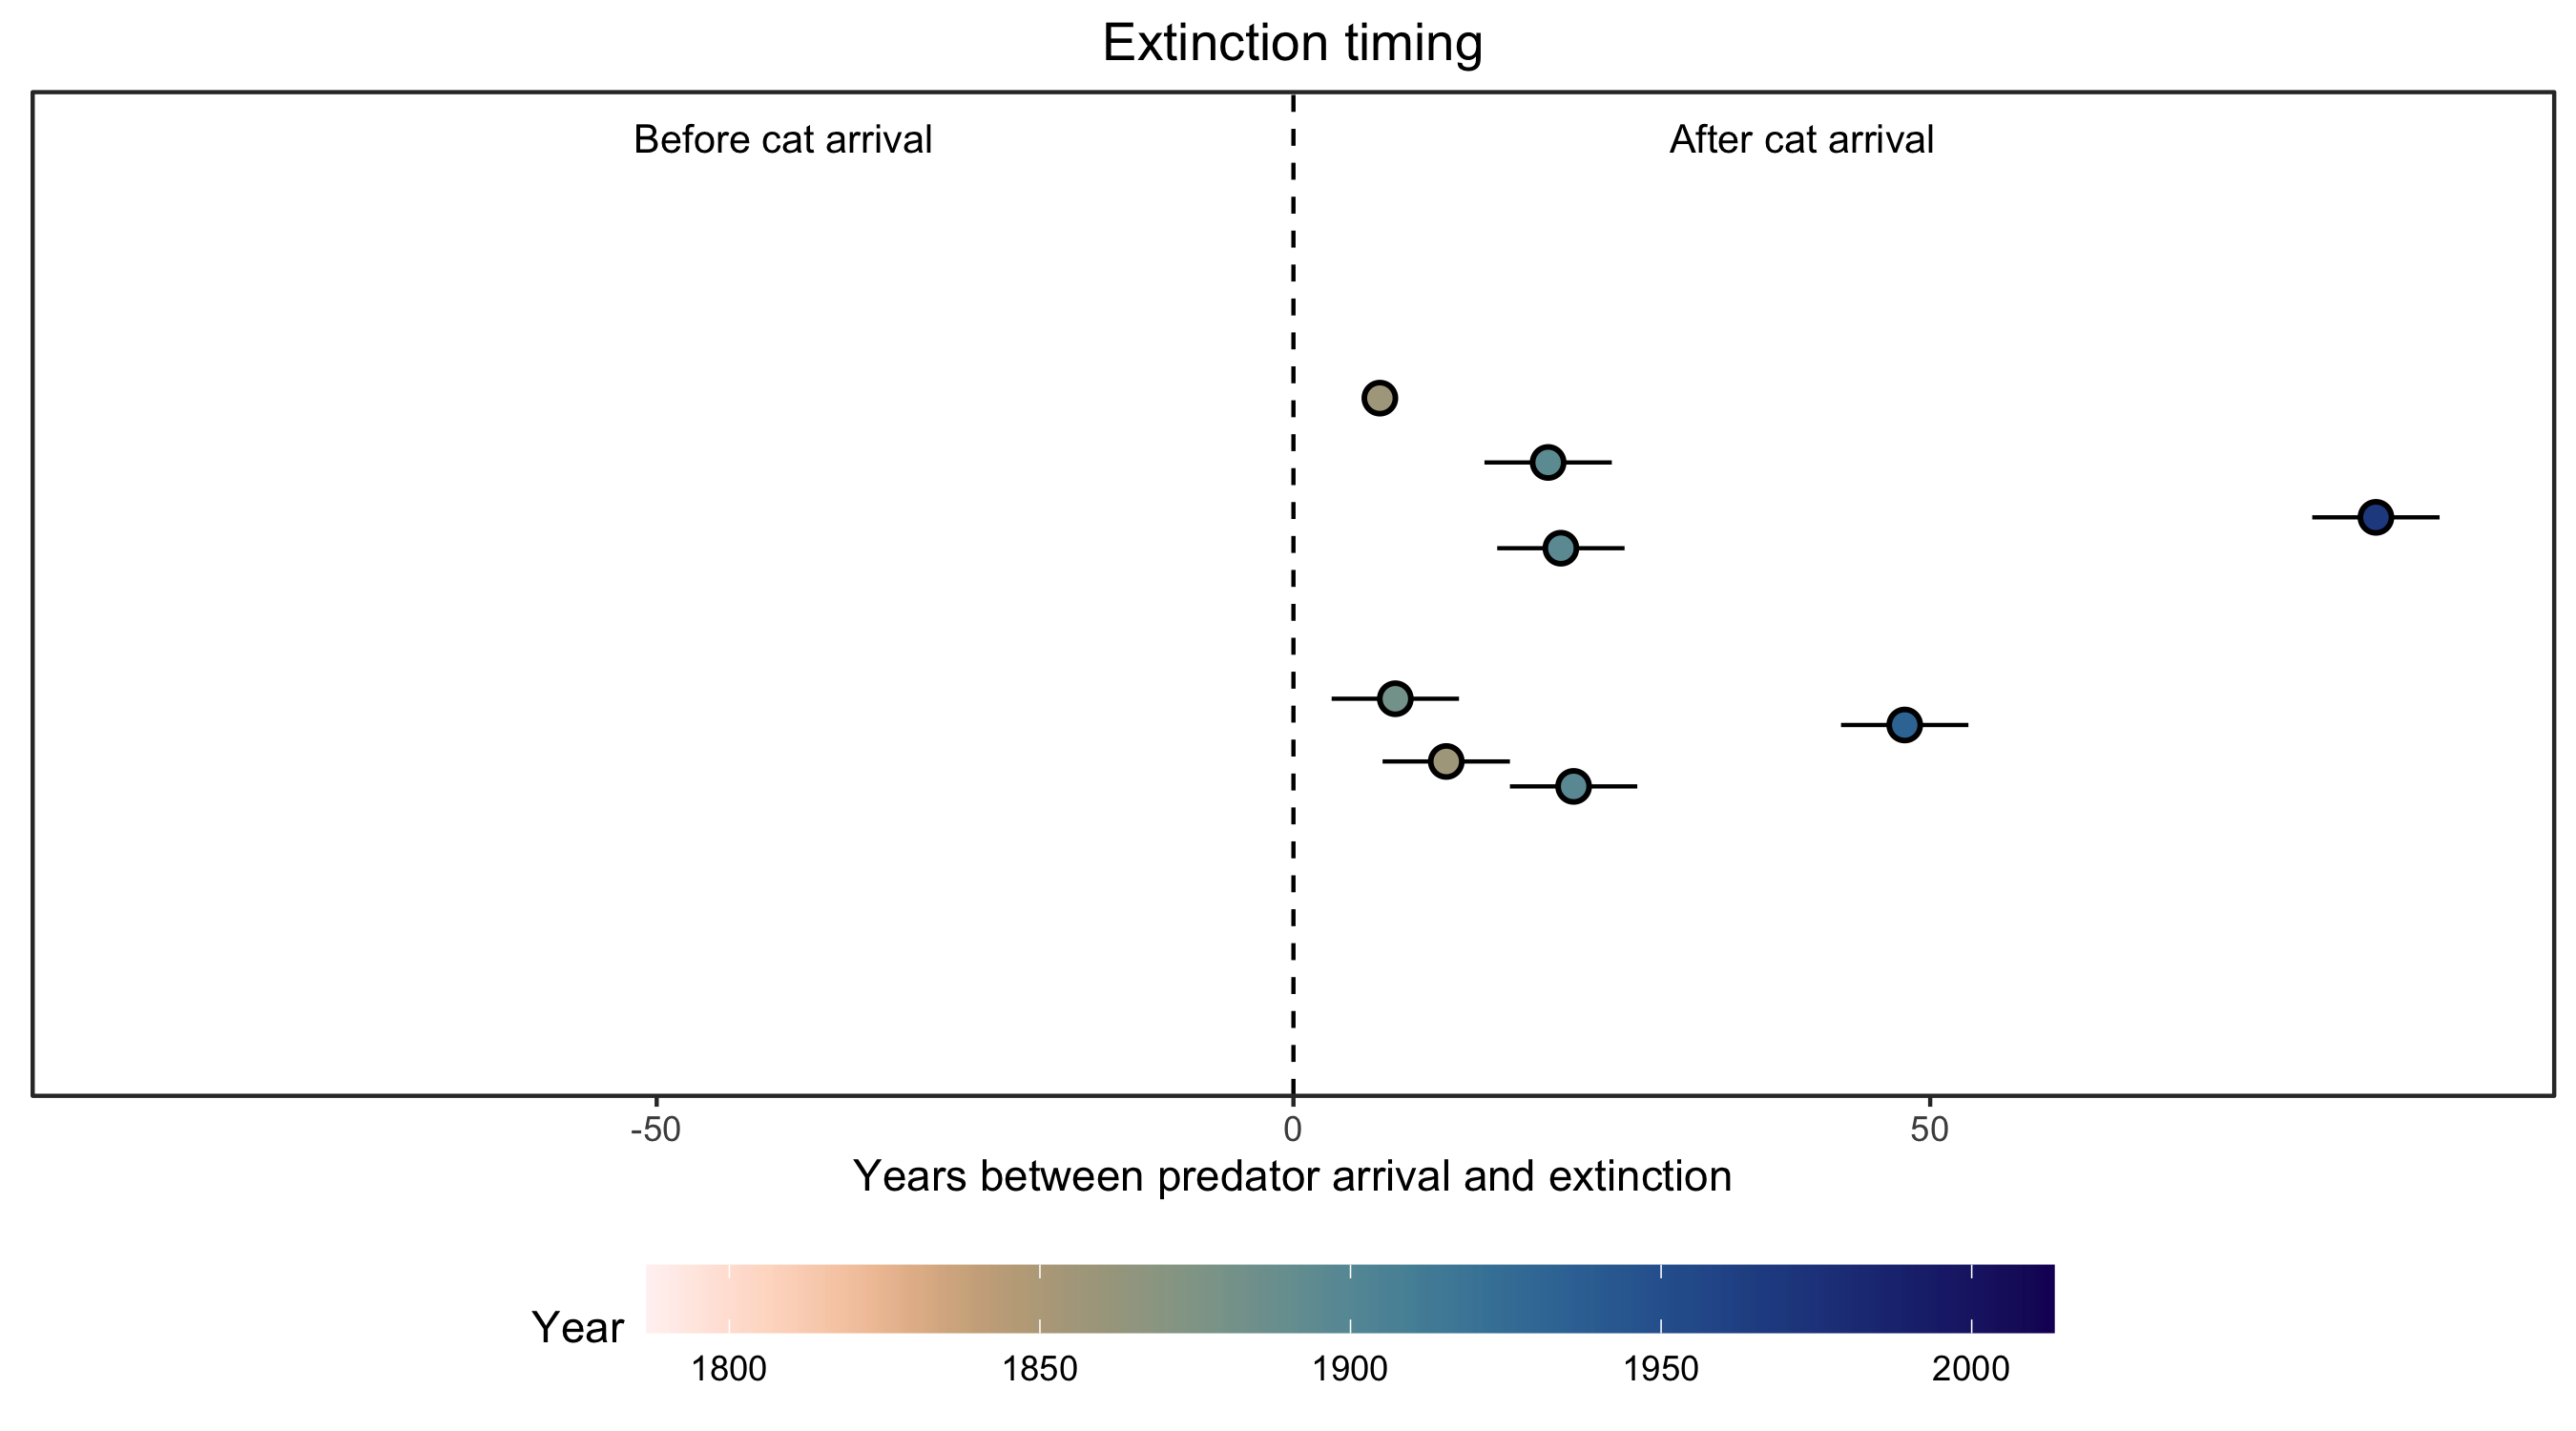 Extinction timing
Before cat arrival
After cat arrival
-50
0
50
Years between predator arrival and extinction
Year
1800
1850
1900
1950
2000